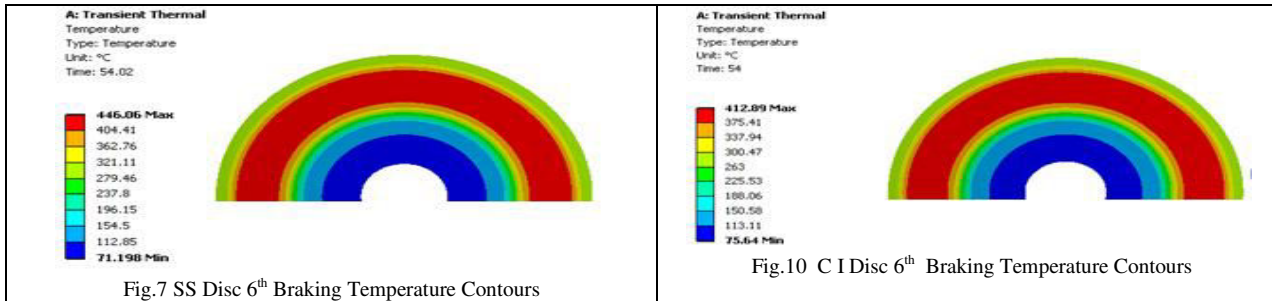 A: Transient Thermal
Temperature
Type: Temperature
Unit: °C
Time: 54.02
446.06 Max
404.41
362.76
321.11
279.46
237.8
196.15
154.5
112.85
71.198 Min
Fig.7 SS Disc 6th Braking Temperature Contours
A: Transient Thermal
Temperature
Type: Temperature
Unit: °C
Time: 54
412.89 Max
375.41
337.94
300.47
263
225.53
188.06
150.58
113.11
75.64 Min
Fig.10 C I Disc 6th Braking Temperature Contours